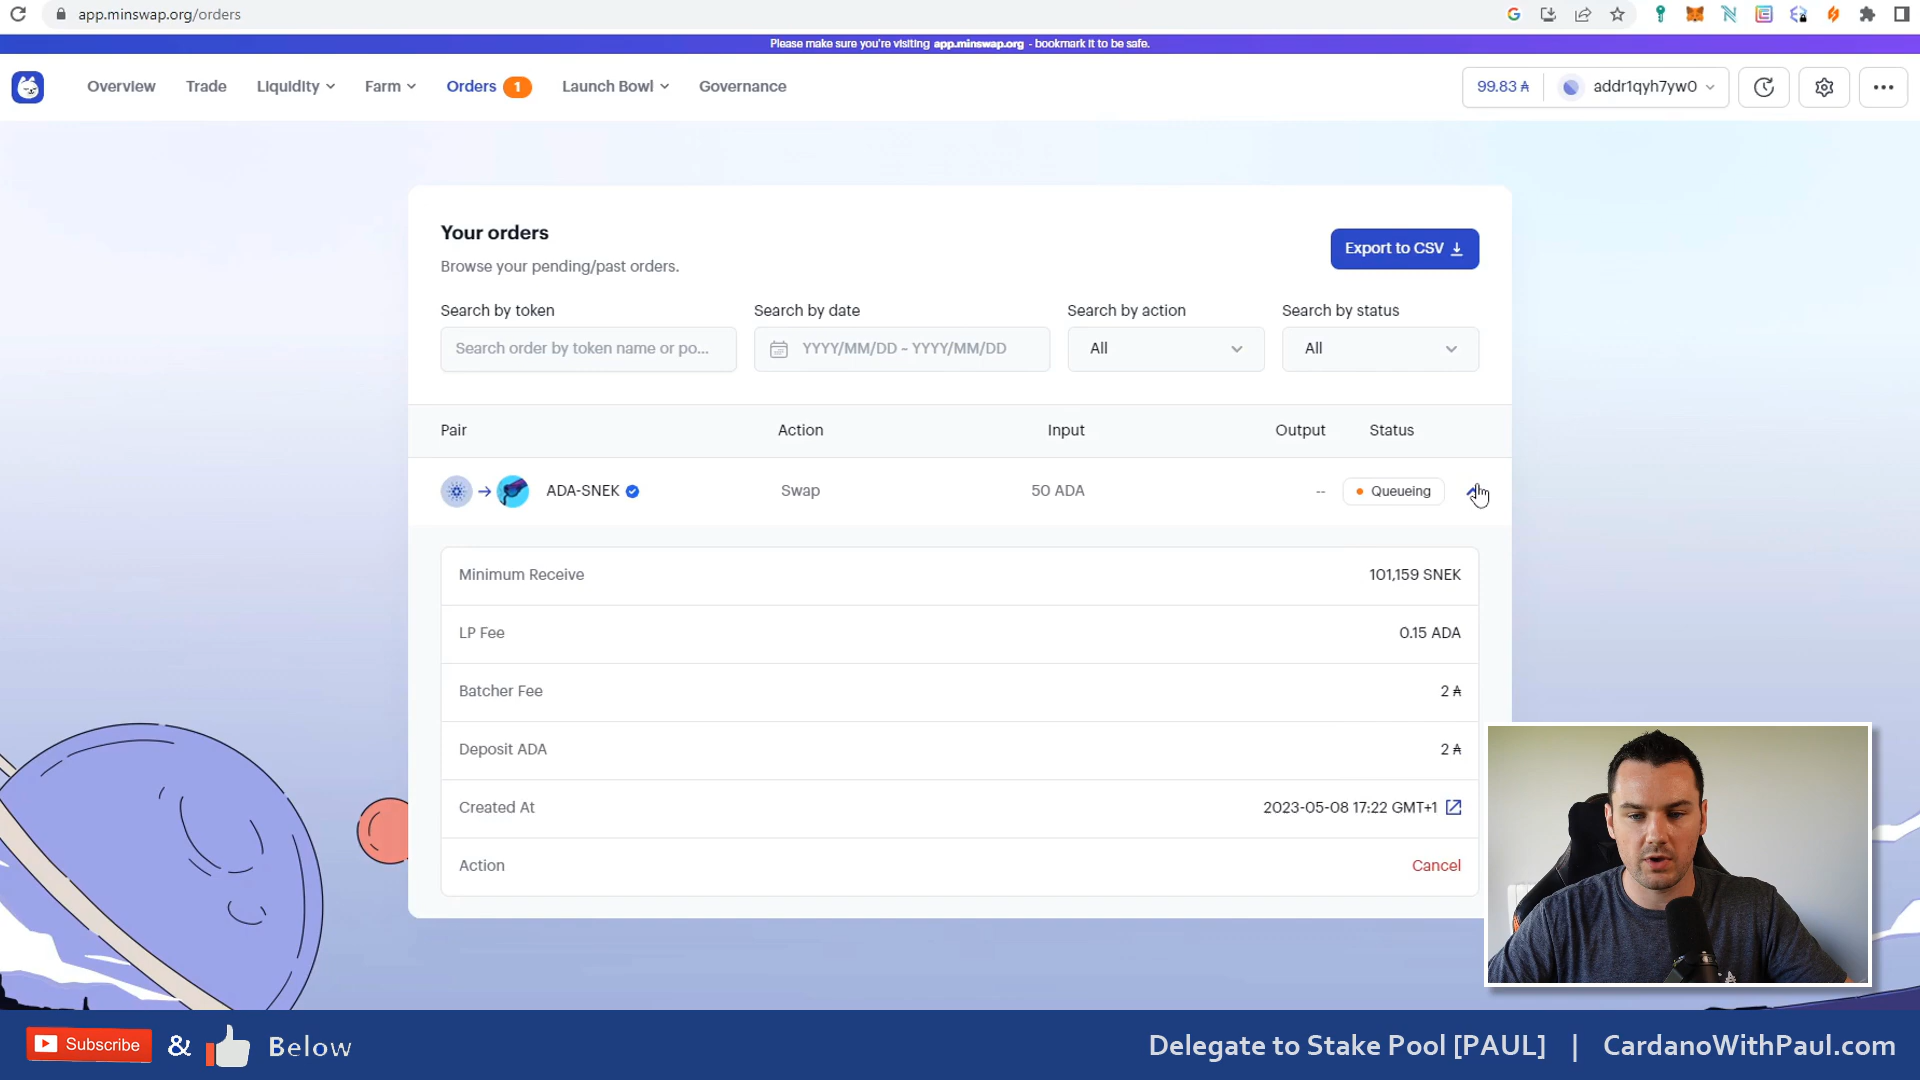 app.minswap.org/orders
Please make sure you're visiting app.minswap.org - bookmark it to be safe.
Overview
Trade
Liquidity
Farm
Orders 1
Launch Bowl
Governance
99.83 ₳
addr1qyh7yw0
Your orders
Browse your pending/past orders.
Export to CSV
Search by token
Search by date
Search by action
Search by status
Search order by token name or po...
YYYY/MM/DD - YYYY/MM/DD
All
All
Pair
Action
Input
Output
Status
ADA-SNEK
Swap
50 ADA
--
Queueing
Minimum Receive
101,159 SNEK
LP Fee
0.15 ADA
Batcher Fee
2 ₳
Deposit ADA
2 ₳
Created At
2023-05-08 17:22 GMT+1
Action
Cancel
Subscribe & Below
Delegate to Stake Pool [PAUL] | CardanoWithPaul.com